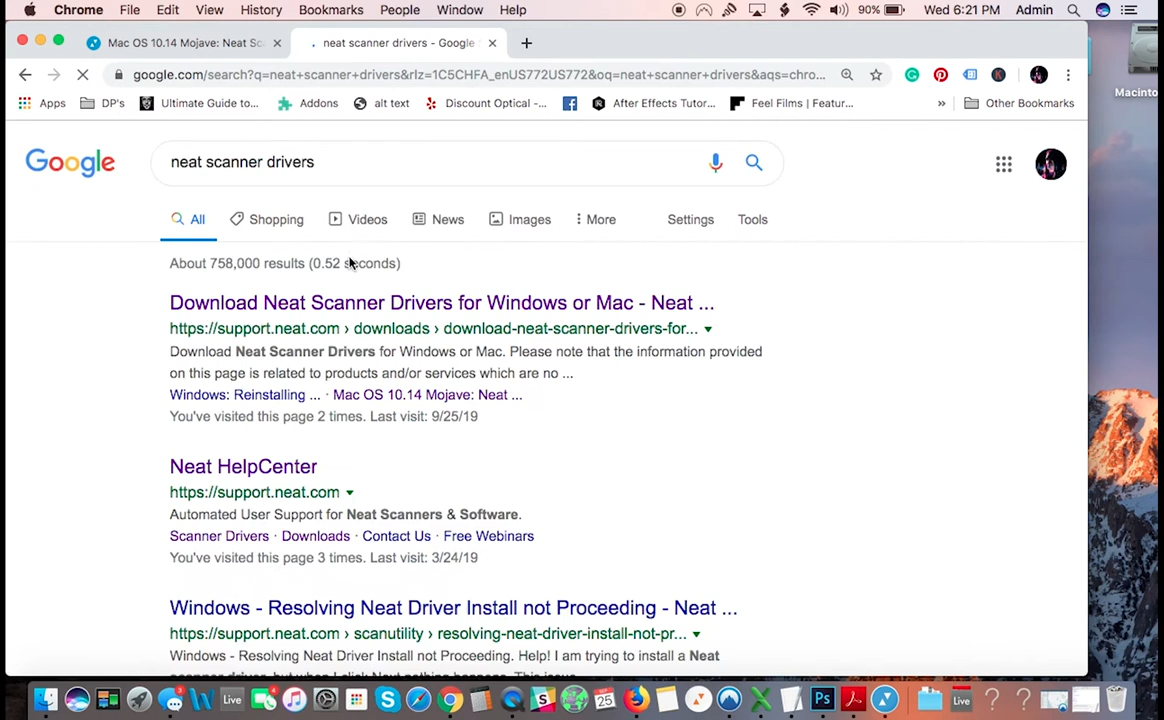 Chrome File Edit View History Bookmarks People Window Help 90% Wed 6:21 PM Admin
Mac OS 10.14 Mojave: Neat Sc neat scanner drivers - Google
google.com/search?q=neat+scanner+drivers&rlz=1C5CHFA_enUS772US772&oq=neat+scanner+drivers&aqs=chro...
Apps DP's Ultimate Guide to... Addons alt text Discount Optical -... After Effects Tutor... Feel Films | Featur... » Other Bookmarks
Macinto
Google neat scanner drivers
All Shopping Videos News Images More Settings Tools
About 758,000 results (0.52 seconds)
Download Neat Scanner Drivers for Windows or Mac - Neat ...
https://support.neat.com › downloads › download-neat-scanner-drivers-for...
Download Neat Scanner Drivers for Windows or Mac. Please note that the information provided
on this page is related to products and/or services which are no ...
Windows: Reinstalling ... · Mac OS 10.14 Mojave: Neat ...
You've visited this page 2 times. Last visit: 9/25/19
Neat HelpCenter
https://support.neat.com
Automated User Support for Neat Scanners & Software.
Scanner Drivers · Downloads · Contact Us · Free Webinars
You've visited this page 3 times. Last visit: 3/24/19
Windows - Resolving Neat Driver Install not Proceeding - Neat ...
https://support.neat.com › scanutility › resolving-neat-driver-install-not-pr...
Windows - Resolving Neat Driver Install not Proceeding. Help! I am trying to install a Neat
3 Live 4 25 Ps Live